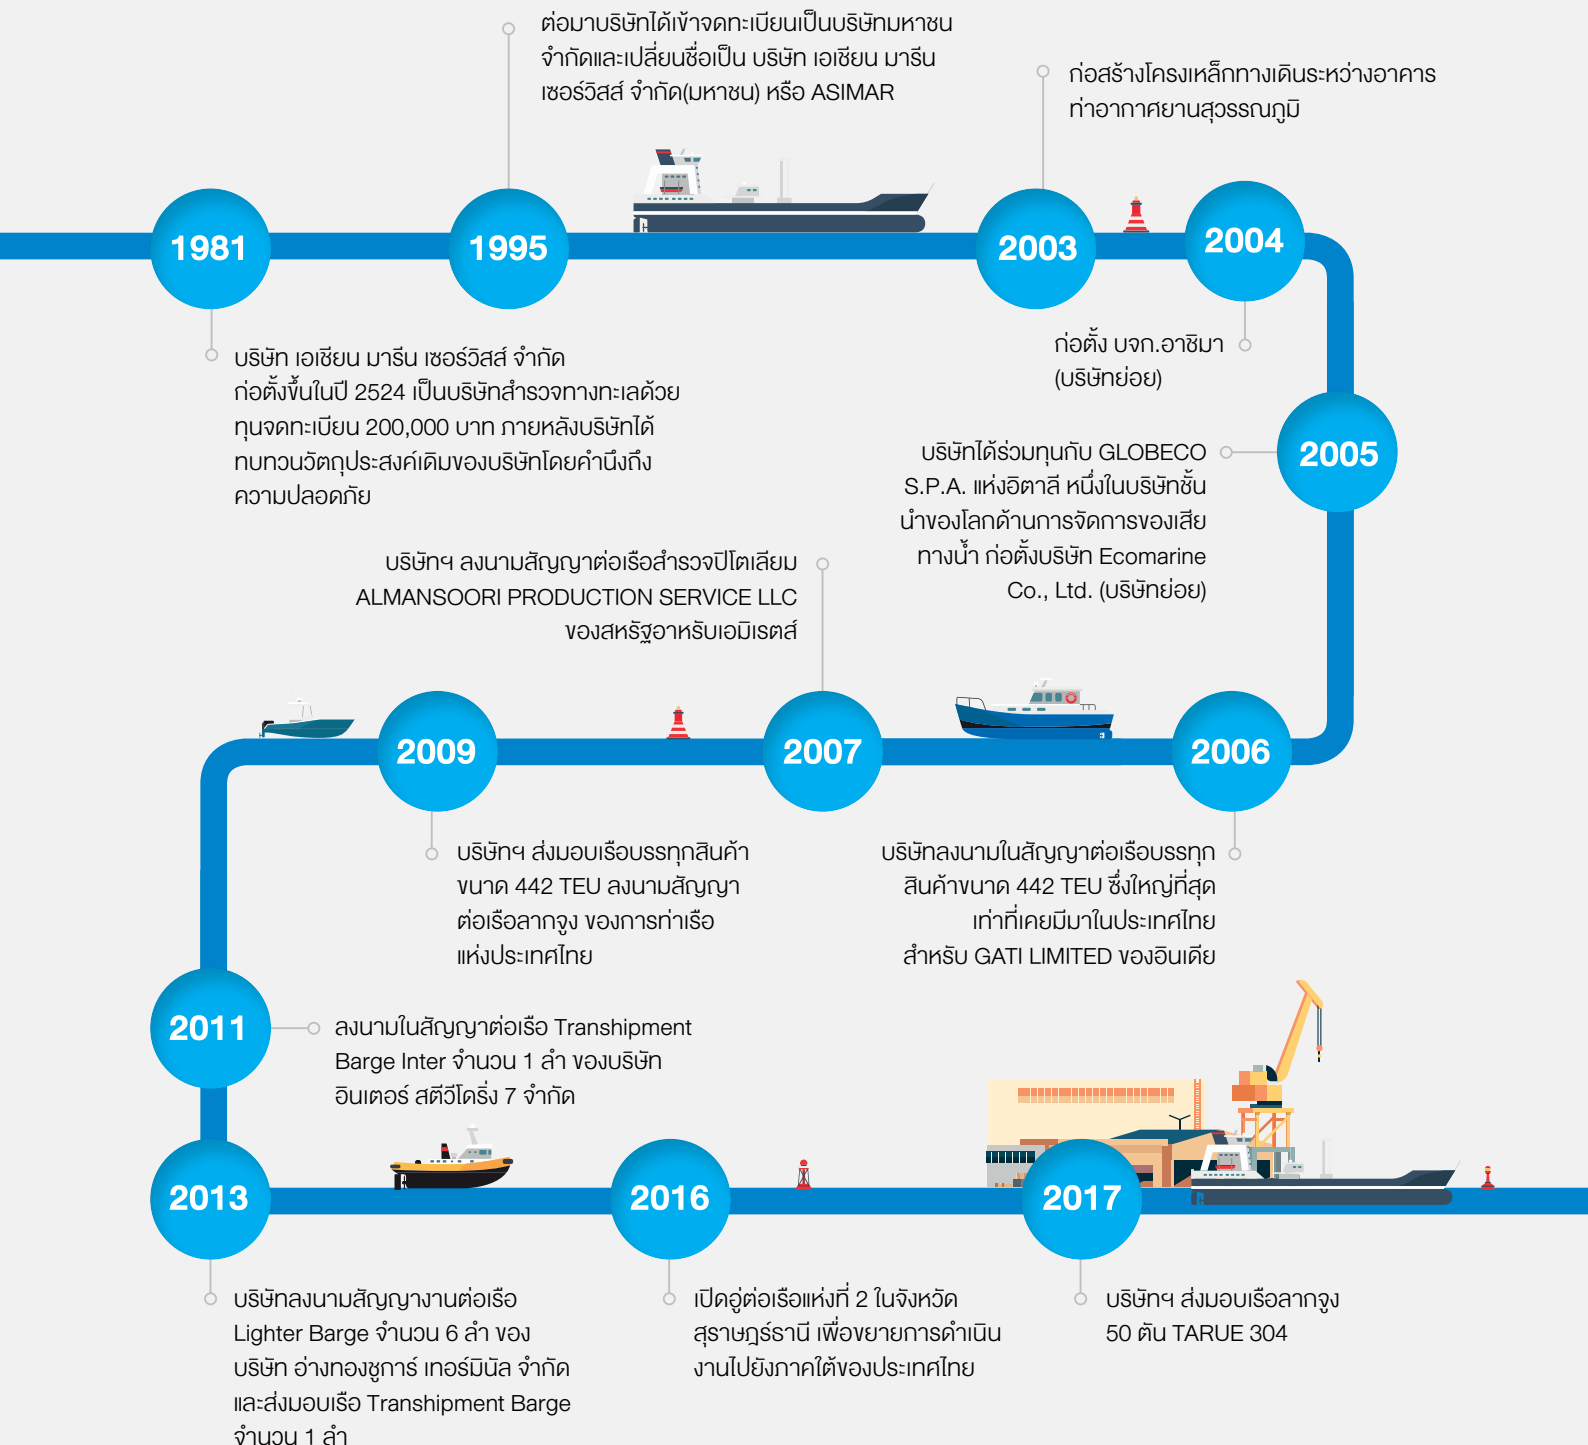 ต่อมาบริษัทได้เข้าจดทะเบียนเป็นบริษัทมหาชน
จำกัดและเปลี่ยนชื่อเป็น บริษัท เอเชียน มารีน
เซอร์วิสส์ จำกัด(มหาชน) หรือ ASIMAR
ก่อสร้างโครงเหล็กทางเดินระหว่างอาคาร
ท่าอากาศยานสุวรรณภูมิ
1981
1995
2003
2004
บริษัท เอเชียน มารีน เซอร์วิสส์ จำกัด
ก่อตั้งขึ้นในปี 2524 เป็นบริษัทสำรวจทางทะเลด้วย
ทุนจดทะเบียน 200,000 บาท ภายหลังบริษัทได้
ทบทวนวัตถุประสงค์เดิมของบริษัทโดยคำนึงถึง
ความปลอดภัย
ก่อตั้ง บจก.อาชิมา
(บริษัทย่อย)
2005
บริษัทได้ร่วมทุนกับ GLOBECO
S.P.A. แห่งอิตาลี หนึ่งในบริษัทชั้น
นำของโลกด้านการจัดการของเสีย
ทางน้ำ ก่อตั้งบริษัท Ecomarine
Co., Ltd. (บริษัทย่อย)
บริษัทฯ ลงนามสัญญาต่อเรือสำรวจปิโตเลียม
ALMANSOORI PRODUCTION SERVICE LLC
ของสหรัฐอาหรับเอมิเรตส์
2009
2007
2006
บริษัทฯ ส่งมอบเรือบรรทุกสินค้า
ขนาด 442 TEU ลงนามสัญญา
ต่อเรือลากจูง ของการท่าเรือ
แห่งประเทศไทย
บริษัทลงนามในสัญญาต่อเรือบรรทุก
สินค้าขนาด 442 TEU ซึ่งใหญ่ที่สุด
เท่าที่เคยมีมาในประเทศไทย
สำหรับ GATI LIMITED ของอินเดีย
2011
ลงนามในสัญญาต่อเรือ Transhipment
Barge Inter จำนวน 1 ลำ ของบริษัท
อินเตอร์ สตีวีโดริ่ง 7 จำกัด
2013
2016
2017
บริษัทลงนามสัญญางานต่อเรือ
Lighter Barge จำนวน 6 ลำ ของ
บริษัท อ่างทองชูการ์ เทอร์มินัล จำกัด
และส่งมอบเรือ Transhipment Barge
จำนวน 1 ลำ
เปิดอู่ต่อเรือแห่งที่ 2 ในจังหวัด
สุราษฎร์ธานี เพื่อขยายการดำเนิน
งานไปยังภาคใต้ของประเทศไทย
บริษัทฯ ส่งมอบเรือลากจูง
50 ตัน TARUE 304